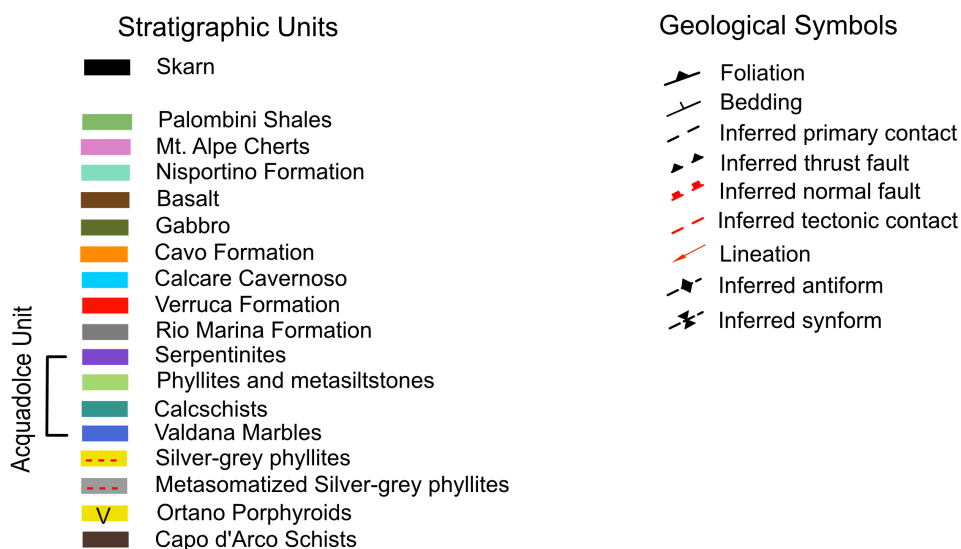 Stratigraphic Units
Skarn
Palombini Shales
Mt. Alpe Cherts
Nisportino Formation
Basalt
Gabbro
Cavo Formation
Calcare Cavernoso
Verruca Formation
Rio Marina Formation
Acquadolce Unit
Serpentinites
Phyllites and metasiltstones
Calcschists
Valdana Marbles
Silver-grey phyllites
Metasomatized Silver-grey phyllites
V
Ortano Porphyroids
Capo d'Arco Schists
Geological Symbols
Foliation
Bedding
Inferred primary contact
Inferred thrust fault
Inferred normal fault
Inferred tectonic contact
Lineation
Inferred antiform
Inferred synform